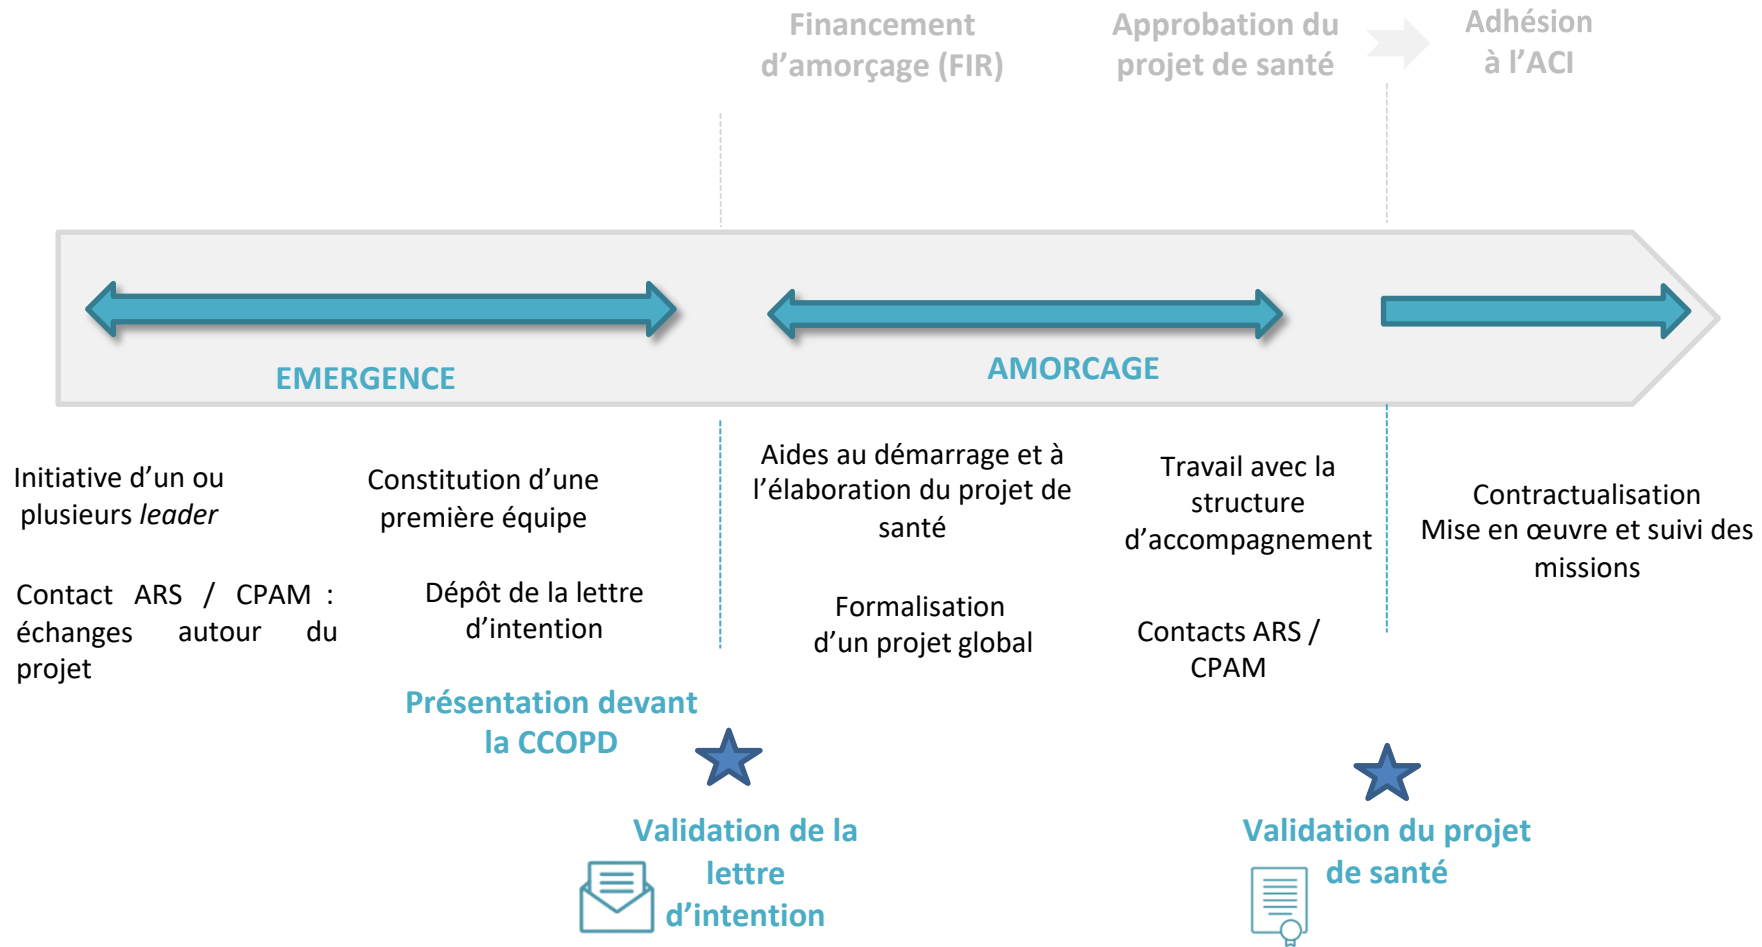 Financement
d’amorçage (FIR)
Approbation du
projet de santé
Adhésion
à l’ACI
EMERGENCE
AMORCAGE
Initiative d’un ou
plusieurs leader
Contact ARS / CPAM :
échanges autour du
projet
Constitution d’une
première équipe
Dépôt de la lettre
d’intention
Présentation devant
la CCOPD
Aides au démarrage et à
l’élaboration du projet de
santé
Formalisation
d’un projet global
Travail avec la
structure
d’accompagnement
Contacts ARS /
CPAM
Contractualisation
Mise en œuvre et suivi des
missions
Validation de la
lettre
d’intention
Validation du projet
de santé